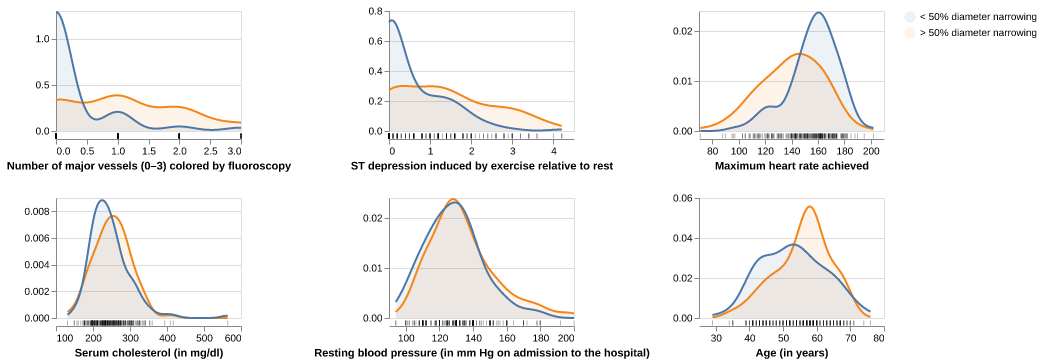 1.0
0.5
0.0
0.0 0.5 1.0 1.5 2.0 2.5 3.0
Number of major vessels (0–3) colored by fluoroscopy
0.8
0.6
0.4
0.2
0.0
0 1 2 3 4
ST depression induced by exercise relative to rest
0.02
0.01
0.00
80 100 120 140 160 180 200
Maximum heart rate achieved
< 50% diameter narrowing
> 50% diameter narrowing
0.008
0.006
0.004
0.002
0.000
100 200 300 400 500 600
Serum cholesterol (in mg/dl)
0.02
0.01
0.00
100 120 140 160 180 200
Resting blood pressure (in mm Hg on admission to the hospital)
0.06
0.04
0.02
0.00
30 40 50 60 70 80
Age (in years)